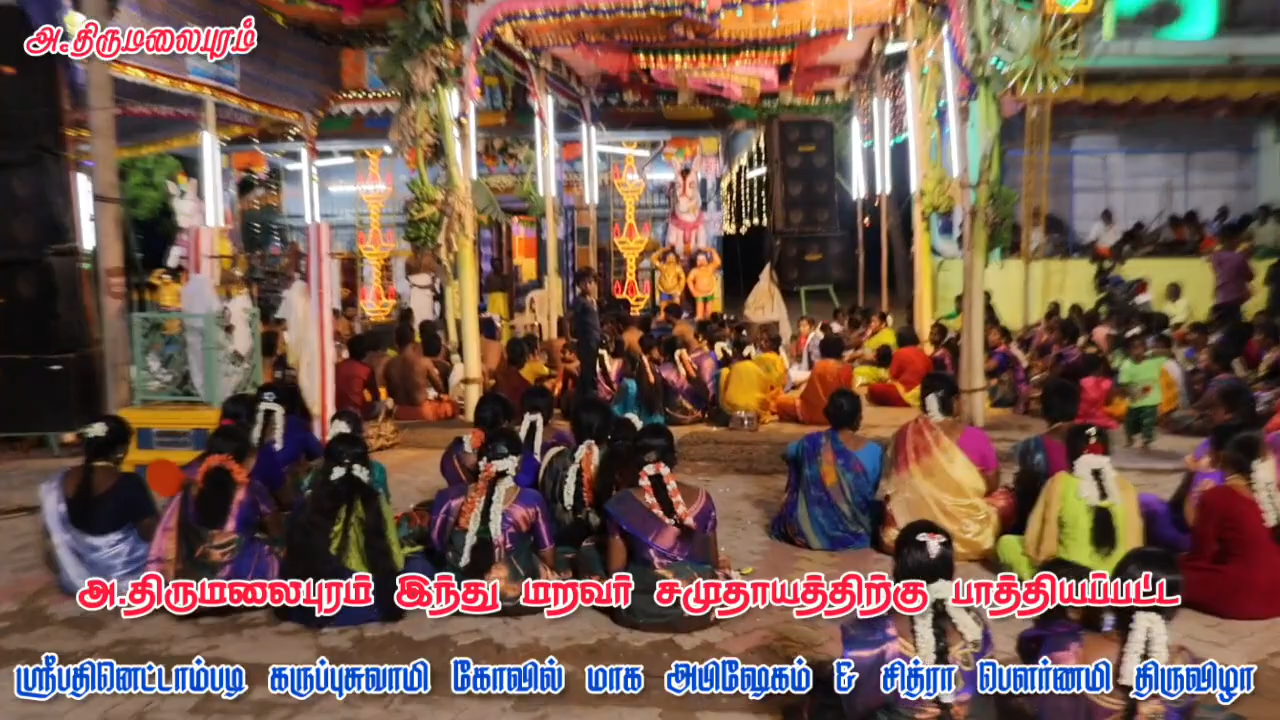 அ.திருமலைபுரம்
அ.திருமலைபுரம் இந்து மறவர் சமுதாயத்திற்கு பாத்தியப்பட்ட
ஸ்ரீபதினெட்டாம்படி கருப்புசுவாமி கோவில் மாக அபிஷேகம் & சித்ரா பௌர்ணமி திருவிழா